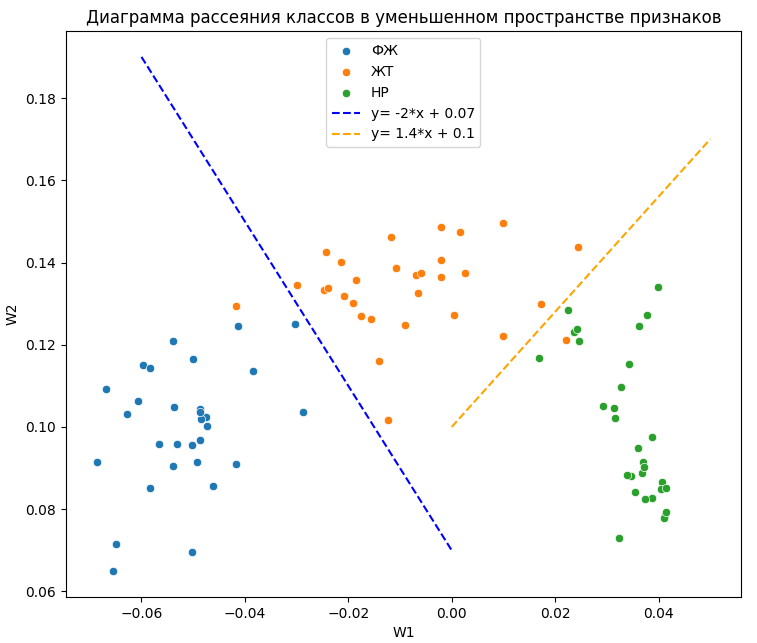 Диаграмма рассеяния классов в уменьшенном пространстве признаков
ФЖ
ЖТ
НР
y= -2*x + 0.07
y= 1.4*x + 0.1
0.18
0.16
0.14
0.12
0.10
0.08
0.06
W2
−0.06 −0.04 −0.02 0.00 0.02 0.04
W1